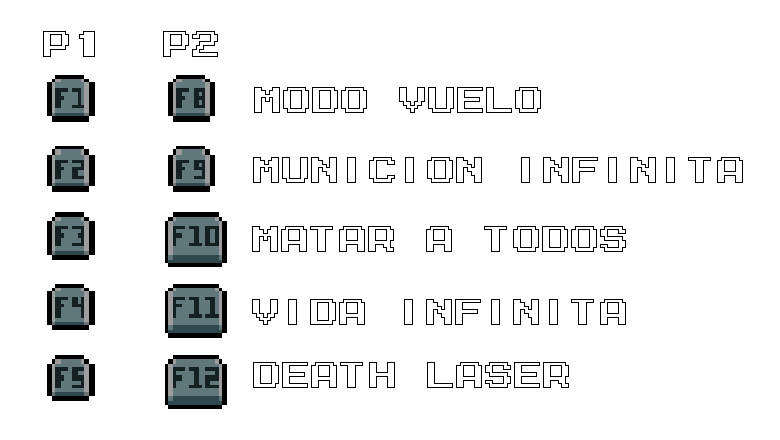 P1 P2
F1 F8 MODO VUELO
F2 F9 MUNICION INFINITA
F3 F10 MATAR A TODOS
F4 F11 VIDA INFINITA
F5 F12 DEATH LASER